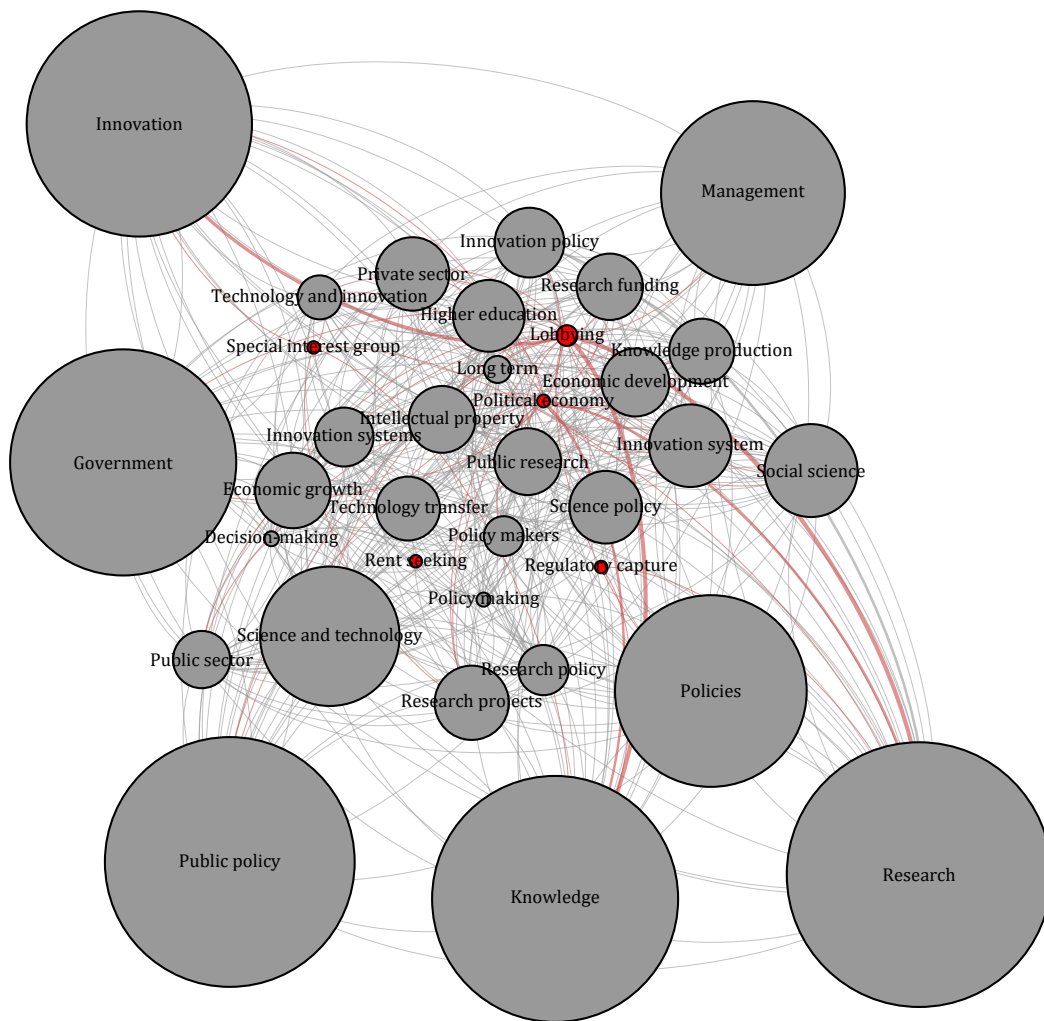 Innovation
Management
Innovation policy
Private sector
Research funding
Technology and innovation
Higher education
Lobbying
Special interest group
Knowledge production
Long term
Economic development
Political economy
Intellectual property
Innovation systems
Innovation system
Government
Public research
Social science
Economic growth
Technology transfer
Science policy
Decision-making
Policy makers
Rent seeking
Regulatory capture
Policy making
Science and technology
Public sector
Research policy
Policies
Research projects
Public policy
Research
Knowledge